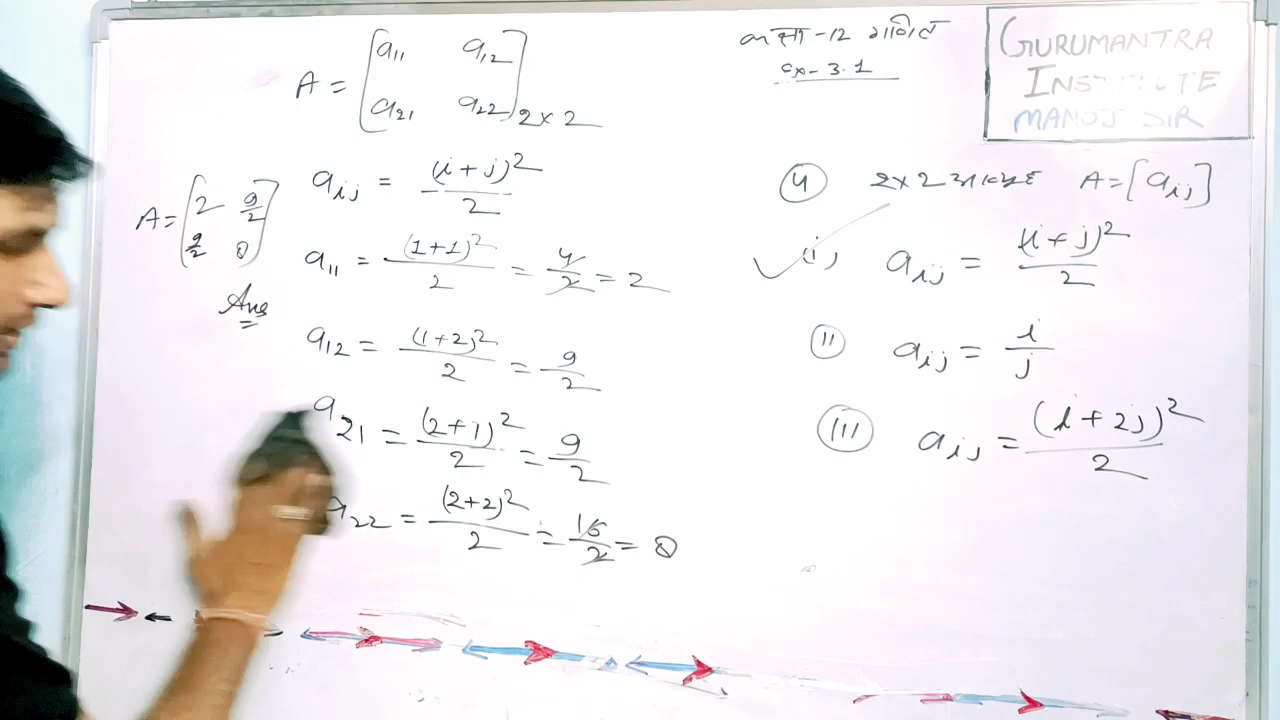 A = [a11 a12
a21 a22] 2×2
aij = (i + j)² / 2
A = [2 9/2
9/2 8]
Ans
a11 = (1+1)² / 2 = 4/2 = 2
a12 = (1+2)² / 2 = 9/2
a21 = (2+1)² / 2 = 9/2
a22 = (2+2)² / 2 = 16/2 = 8
कक्षा -12 गणित
ex- 3.1
GURUMANTRA
INSTITUTE
MANOJ SIR
4 2×2 आव्यूह A = [aij]
(i) aij = (i + j)² / 2
II aij = i / j
III aij = (i + 2j)² / 2